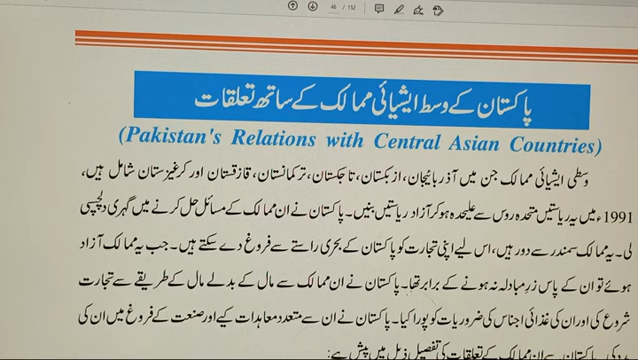 46 / 152
پاکستان کے وسط ایشیائی ممالک کے ساتھ تعلقات
(Pakistan's Relations with Central Asian Countries)
وسطی ایشیائی ممالک جن میں آذربائیجان، ازبکستان، تاجکستان، ترکمانستان، قازقستان اور کرغیزستان شامل ہیں،
1991ء میں یہ ریاستیں متحدہ روس سے علیحدہ ہو کر آزاد ریاستیں بنیں۔ پاکستان نے ان ممالک کے مسائل حل کرنے میں گہری دلچسپی
لی۔ یہ ممالک سمندر سے دور ہیں، اس لیے اپنی تجارت کو پاکستان کے بحری راستے سے فروغ دے سکتے ہیں۔ جب یہ ممالک آزاد
ہوئے تو ان کے پاس زرِ مبادلہ نہ ہونے کے برابر تھا۔ پاکستان نے ان ممالک سے مال کے بدلے مال کے طریقے سے تجارت
شروع کی اور ان کی غذائی اجناس کی ضروریات کو پورا کیا۔ پاکستان نے ان سے متعدد معاہدات کیے اور صنعت کے فروغ میں ان کی
پاکستان سے ان ممالک کے تعلقات کی تفصیل ذیل میں پیش ہے: